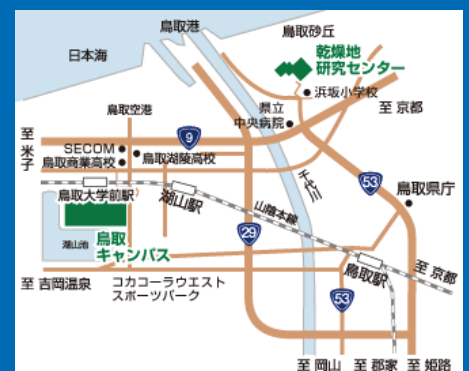 鳥取港
鳥取砂丘
日本海
乾燥地
研究センター
浜坂小学校
鳥取空港
県立
中央病院
至 京都
至 米子
9
SECOM
鳥取商業高校
鳥取湖陵高校
千代川
53
鳥取県庁
鳥取大学前駅
湖山駅
山陰本線
鳥取
キャンパス
湖山池
29
鳥取駅
至 京都
至 吉岡温泉
コカコーラウエスト
スポーツパーク
53
至 岡山
至 郡家
至 姫路